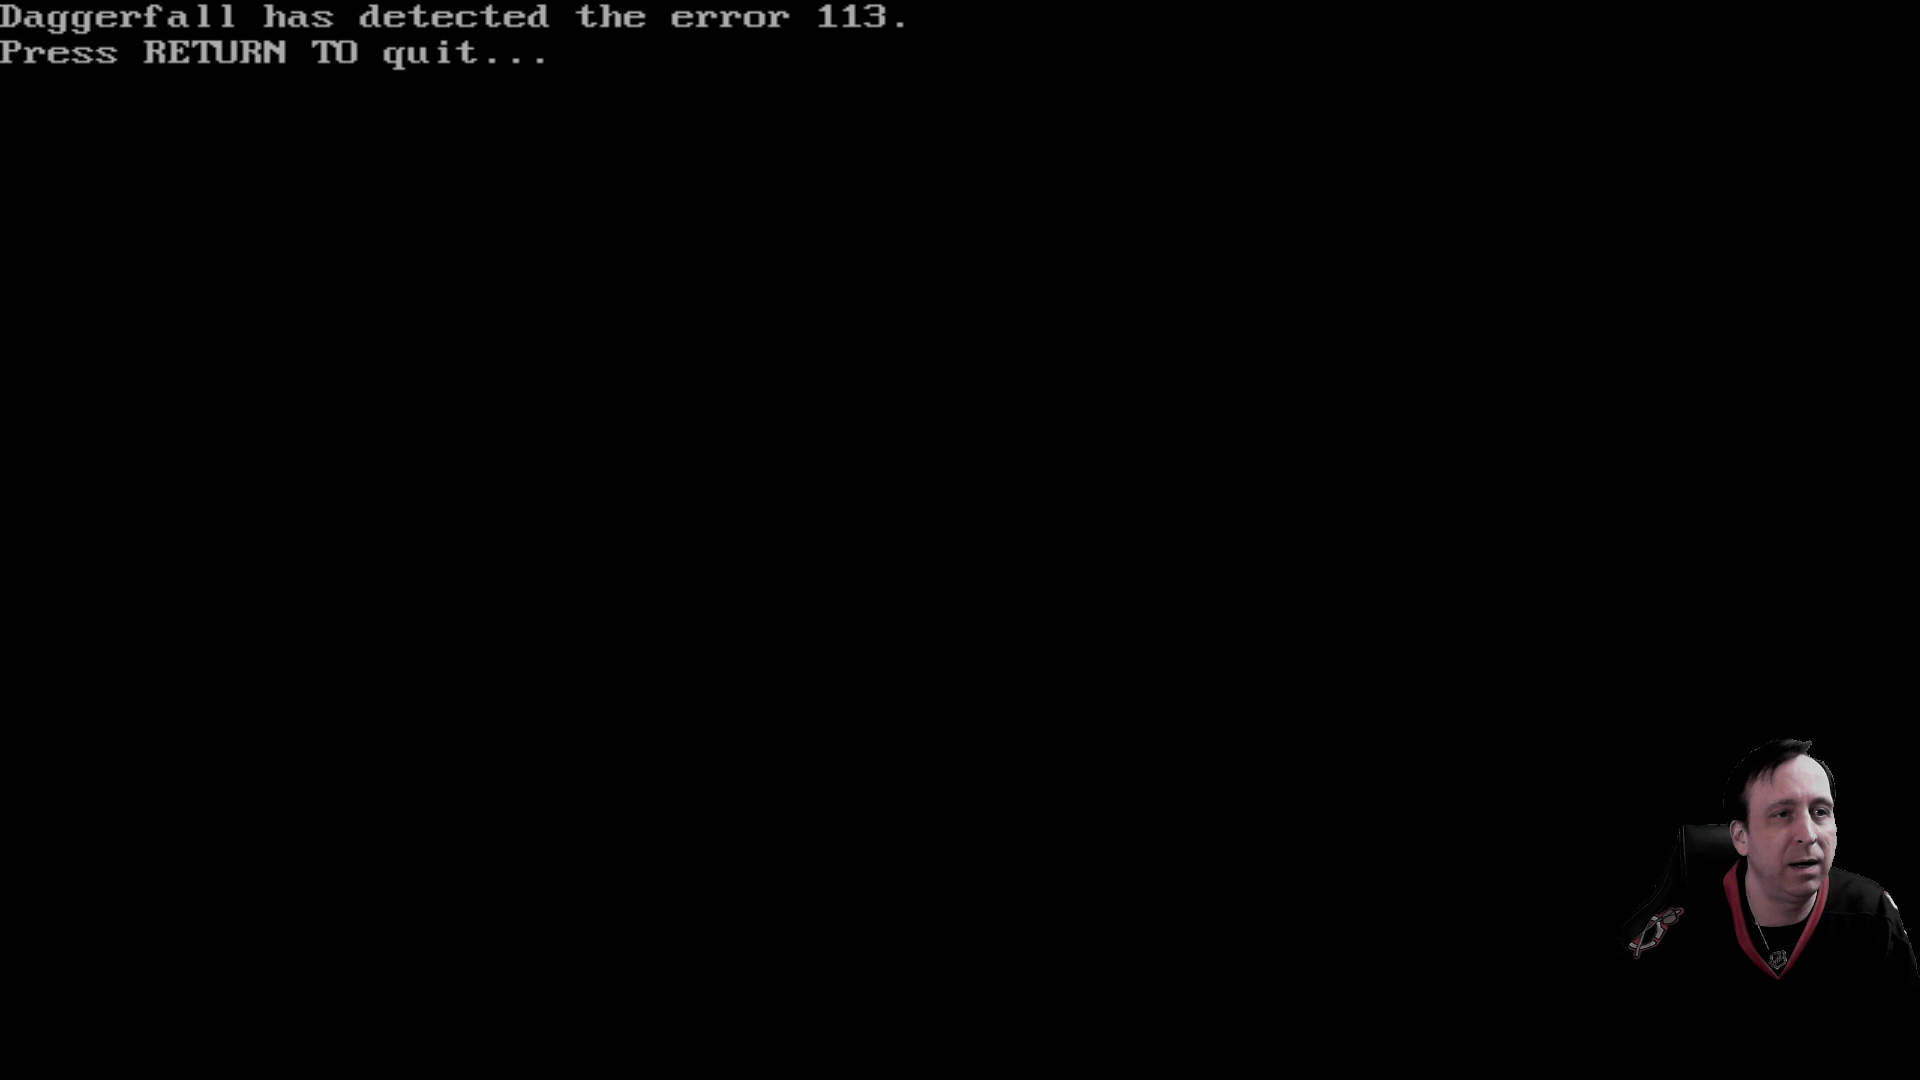 Daggerfall has detected the error 113.
Press RETURN TO quit...